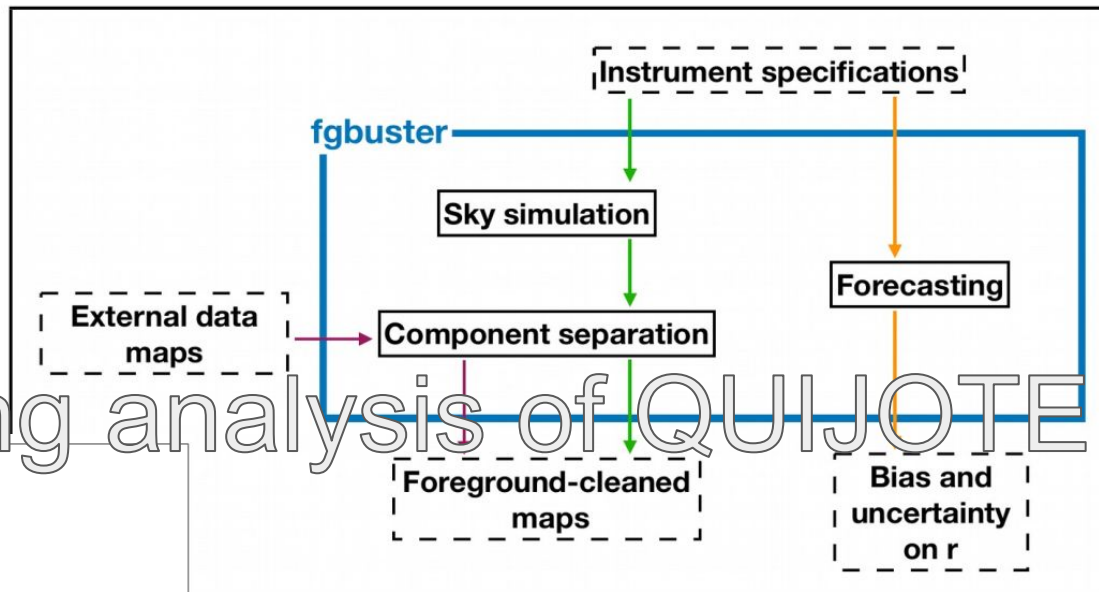 Instrument specifications
fgbuster
Sky simulation
Forecasting
External data
maps
Component separation
ng analysis of QUIJOTE
Foreground-cleaned
maps
Bias and
uncertainty
on r